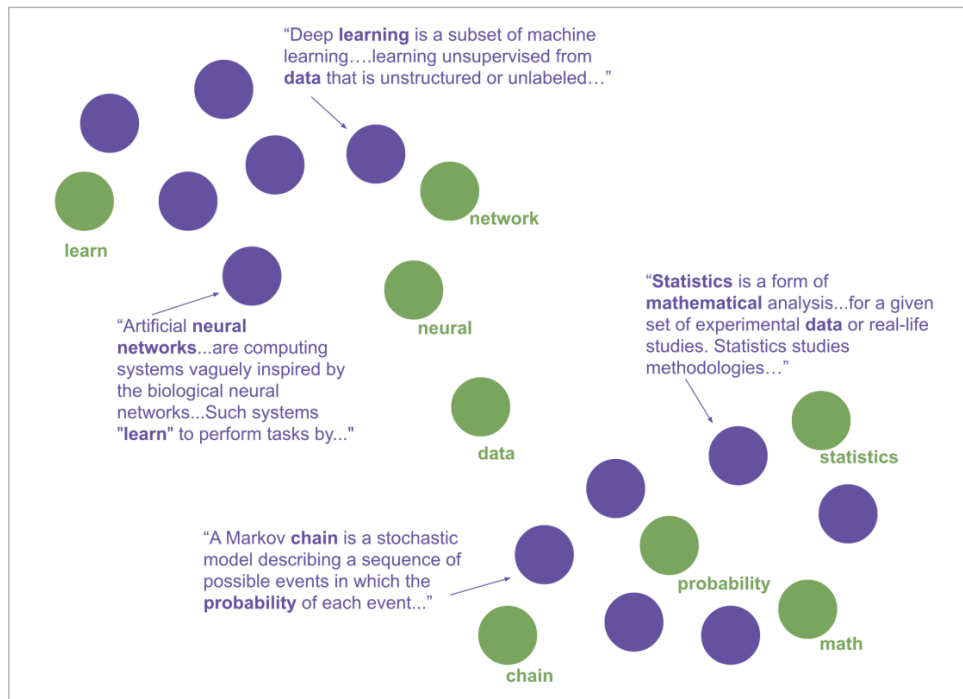 “Deep learning is a subset of machine
learning….learning unsupervised from
data that is unstructured or unlabeled…”
network
learn
“Statistics is a form of
mathematical analysis...for a given
set of experimental data or real-life
studies. Statistics studies
methodologies…”
neural
“Artificial neural
networks...are computing
systems vaguely inspired by
the biological neural
networks...Such systems
"learn" to perform tasks by..."
data
statistics
“A Markov chain is a stochastic
model describing a sequence of
possible events in which the
probability of each event...”
probability
math
chain